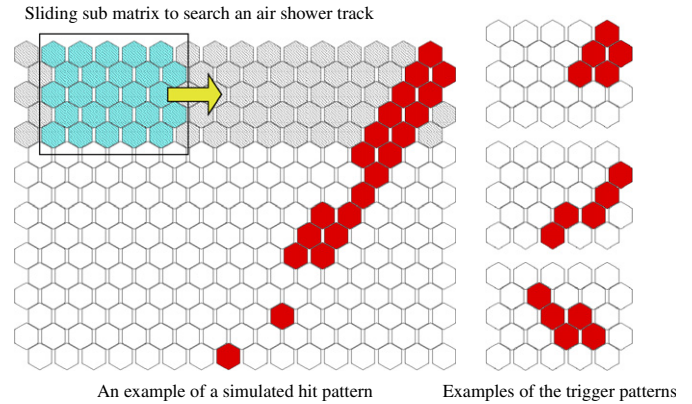 Sliding sub matrix to search an air shower track
An example of a simulated hit pattern
Examples of the trigger patterns